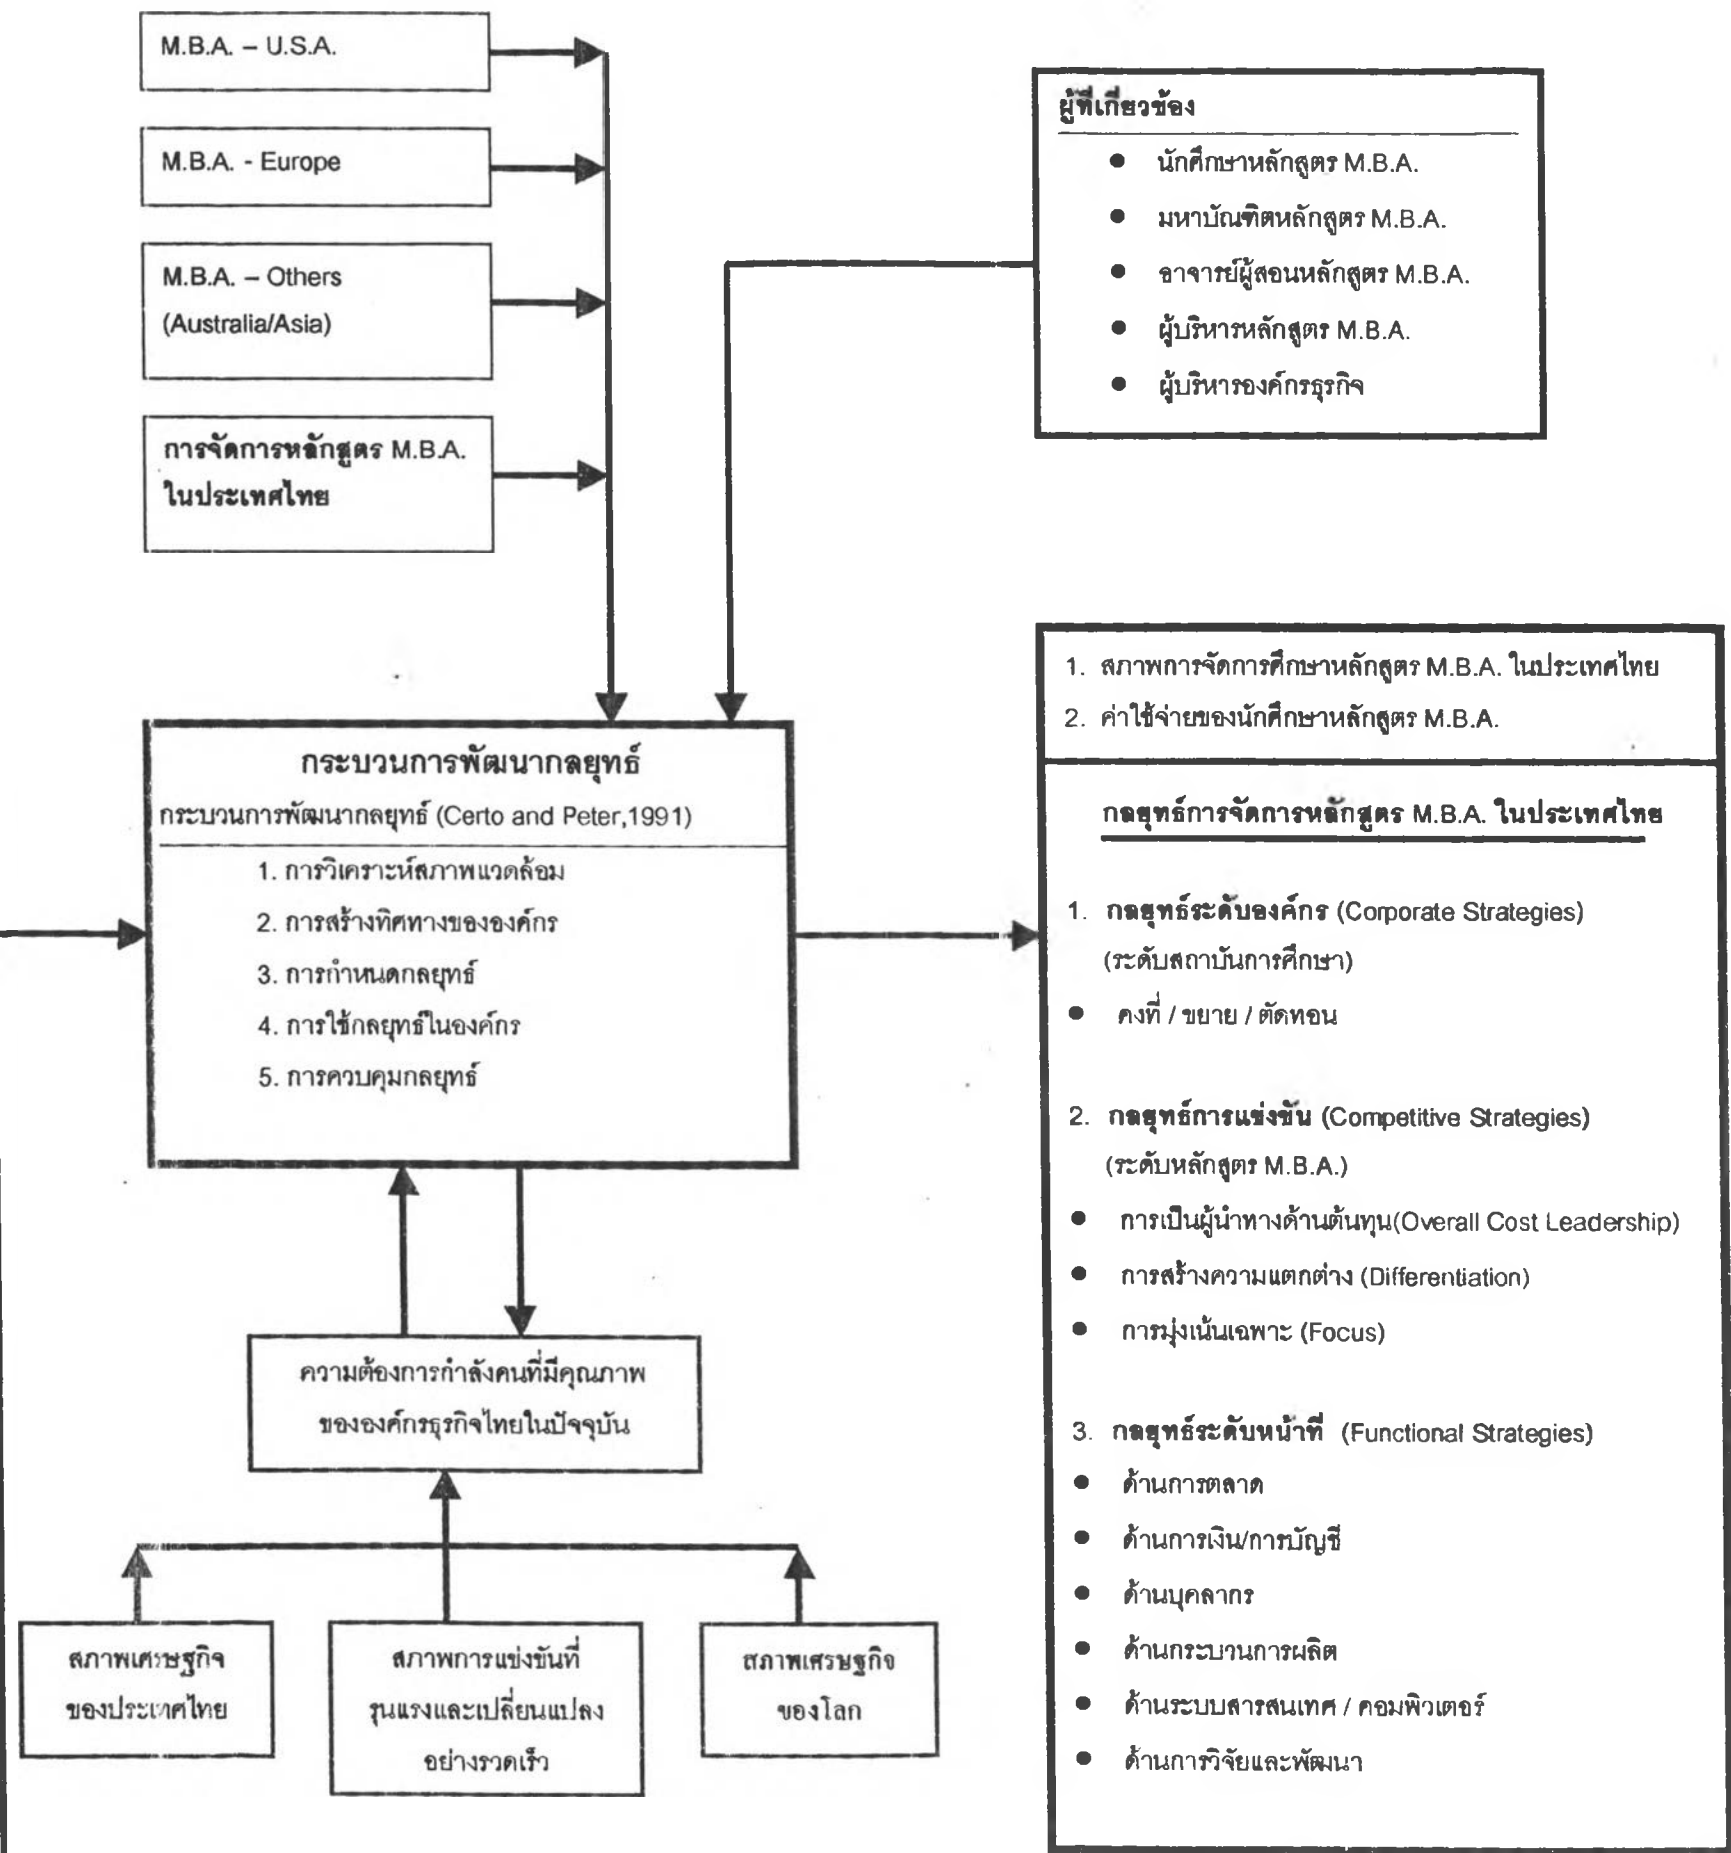 M.B.A. – U.S.A.
M.B.A. - Europe
M.B.A. – Others
(Australia/Asia)
การจัดการหลักสูตร M.B.A.
ในประเทศไทย
ผู้ที่เกี่ยวข้อง
● นักศึกษาหลักสูตร M.B.A.
● มหาบัณฑิตหลักสูตร M.B.A.
● อาจารย์ผู้สอนหลักสูตร M.B.A.
● ผู้บริหารหลักสูตร M.B.A.
● ผู้บริหารองค์กรธุรกิจ
กระบวนการพัฒนากลยุทธ์
กระบวนการพัฒนากลยุทธ์ (Certo and Peter,1991)
1. การวิเคราะห์สภาพแวดล้อม
2. การสร้างทิศทางขององค์กร
3. การกำหนดกลยุทธ์
4. การใช้กลยุทธ์ในองค์กร
5. การควบคุมกลยุทธ์
ความต้องการกำลังคนที่มีคุณภาพ
ขององค์กรธุรกิจไทยในปัจจุบัน
สภาพเศรษฐกิจ
ของประเทศไทย
สภาพการแข่งขันที่
รุนแรงและเปลี่ยนแปลง
อย่างรวดเร็ว
สภาพเศรษฐกิจ
ของโลก
1. สภาพการจัดการศึกษาหลักสูตร M.B.A. ในประเทศไทย
2. ค่าใช้จ่ายของนักศึกษาหลักสูตร M.B.A.
กลยุทธ์การจัดการหลักสูตร M.B.A. ในประเทศไทย
1. กลยุทธ์ระดับองค์กร (Corporate Strategies)
(ระดับสถาบันการศึกษา)
● คงที่ / ขยาย / ตัดทอน
2. กลยุทธ์การแข่งขัน (Competitive Strategies)
(ระดับหลักสูตร M.B.A.)
● การเป็นผู้นำทางด้านต้นทุน(Overall Cost Leadership)
● การสร้างความแตกต่าง (Differentiation)
● การมุ่งเน้นเฉพาะ (Focus)
3. กลยุทธ์ระดับหน้าที่ (Functional Strategies)
● ด้านการตลาด
● ด้านการเงิน/การบัญชี
● ด้านบุคลากร
● ด้านกระบวนการผลิต
● ด้านระบบสารสนเทศ / คอมพิวเตอร์
● ด้านการวิจัยและพัฒนา